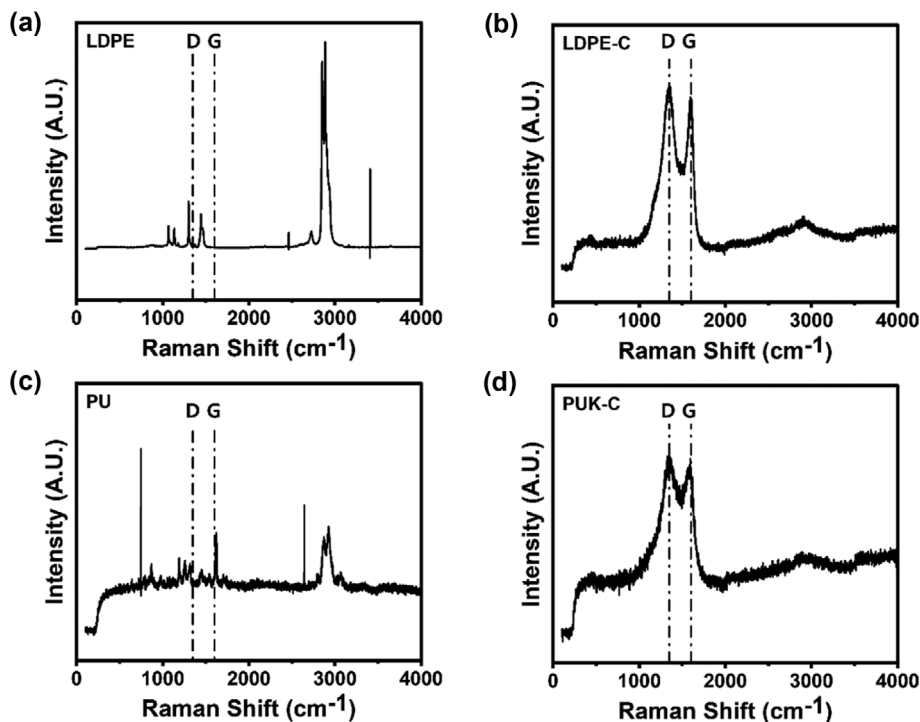 (a)
LDPE
D G
Intensity (A.U.)
0 1000 2000 3000 4000
Raman Shift (cm-1)
(b)
LDPE-C
D G
Intensity (A.U.)
0 1000 2000 3000 4000
Raman Shift (cm-1)
(c)
PU
D G
Intensity (A.U.)
0 1000 2000 3000 4000
Raman Shift (cm-1)
(d)
PUK-C
D G
Intensity (A.U.)
0 1000 2000 3000 4000
Raman Shift (cm-1)